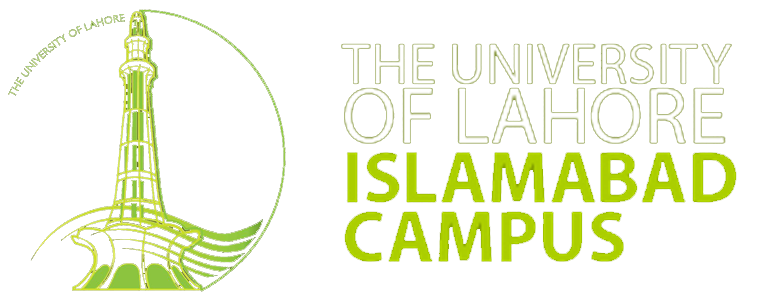 THE UNIVERSITY OF LAHORE
THE UNIVERSITY
OF LAHORE
ISLAMABAD
CAMPUS